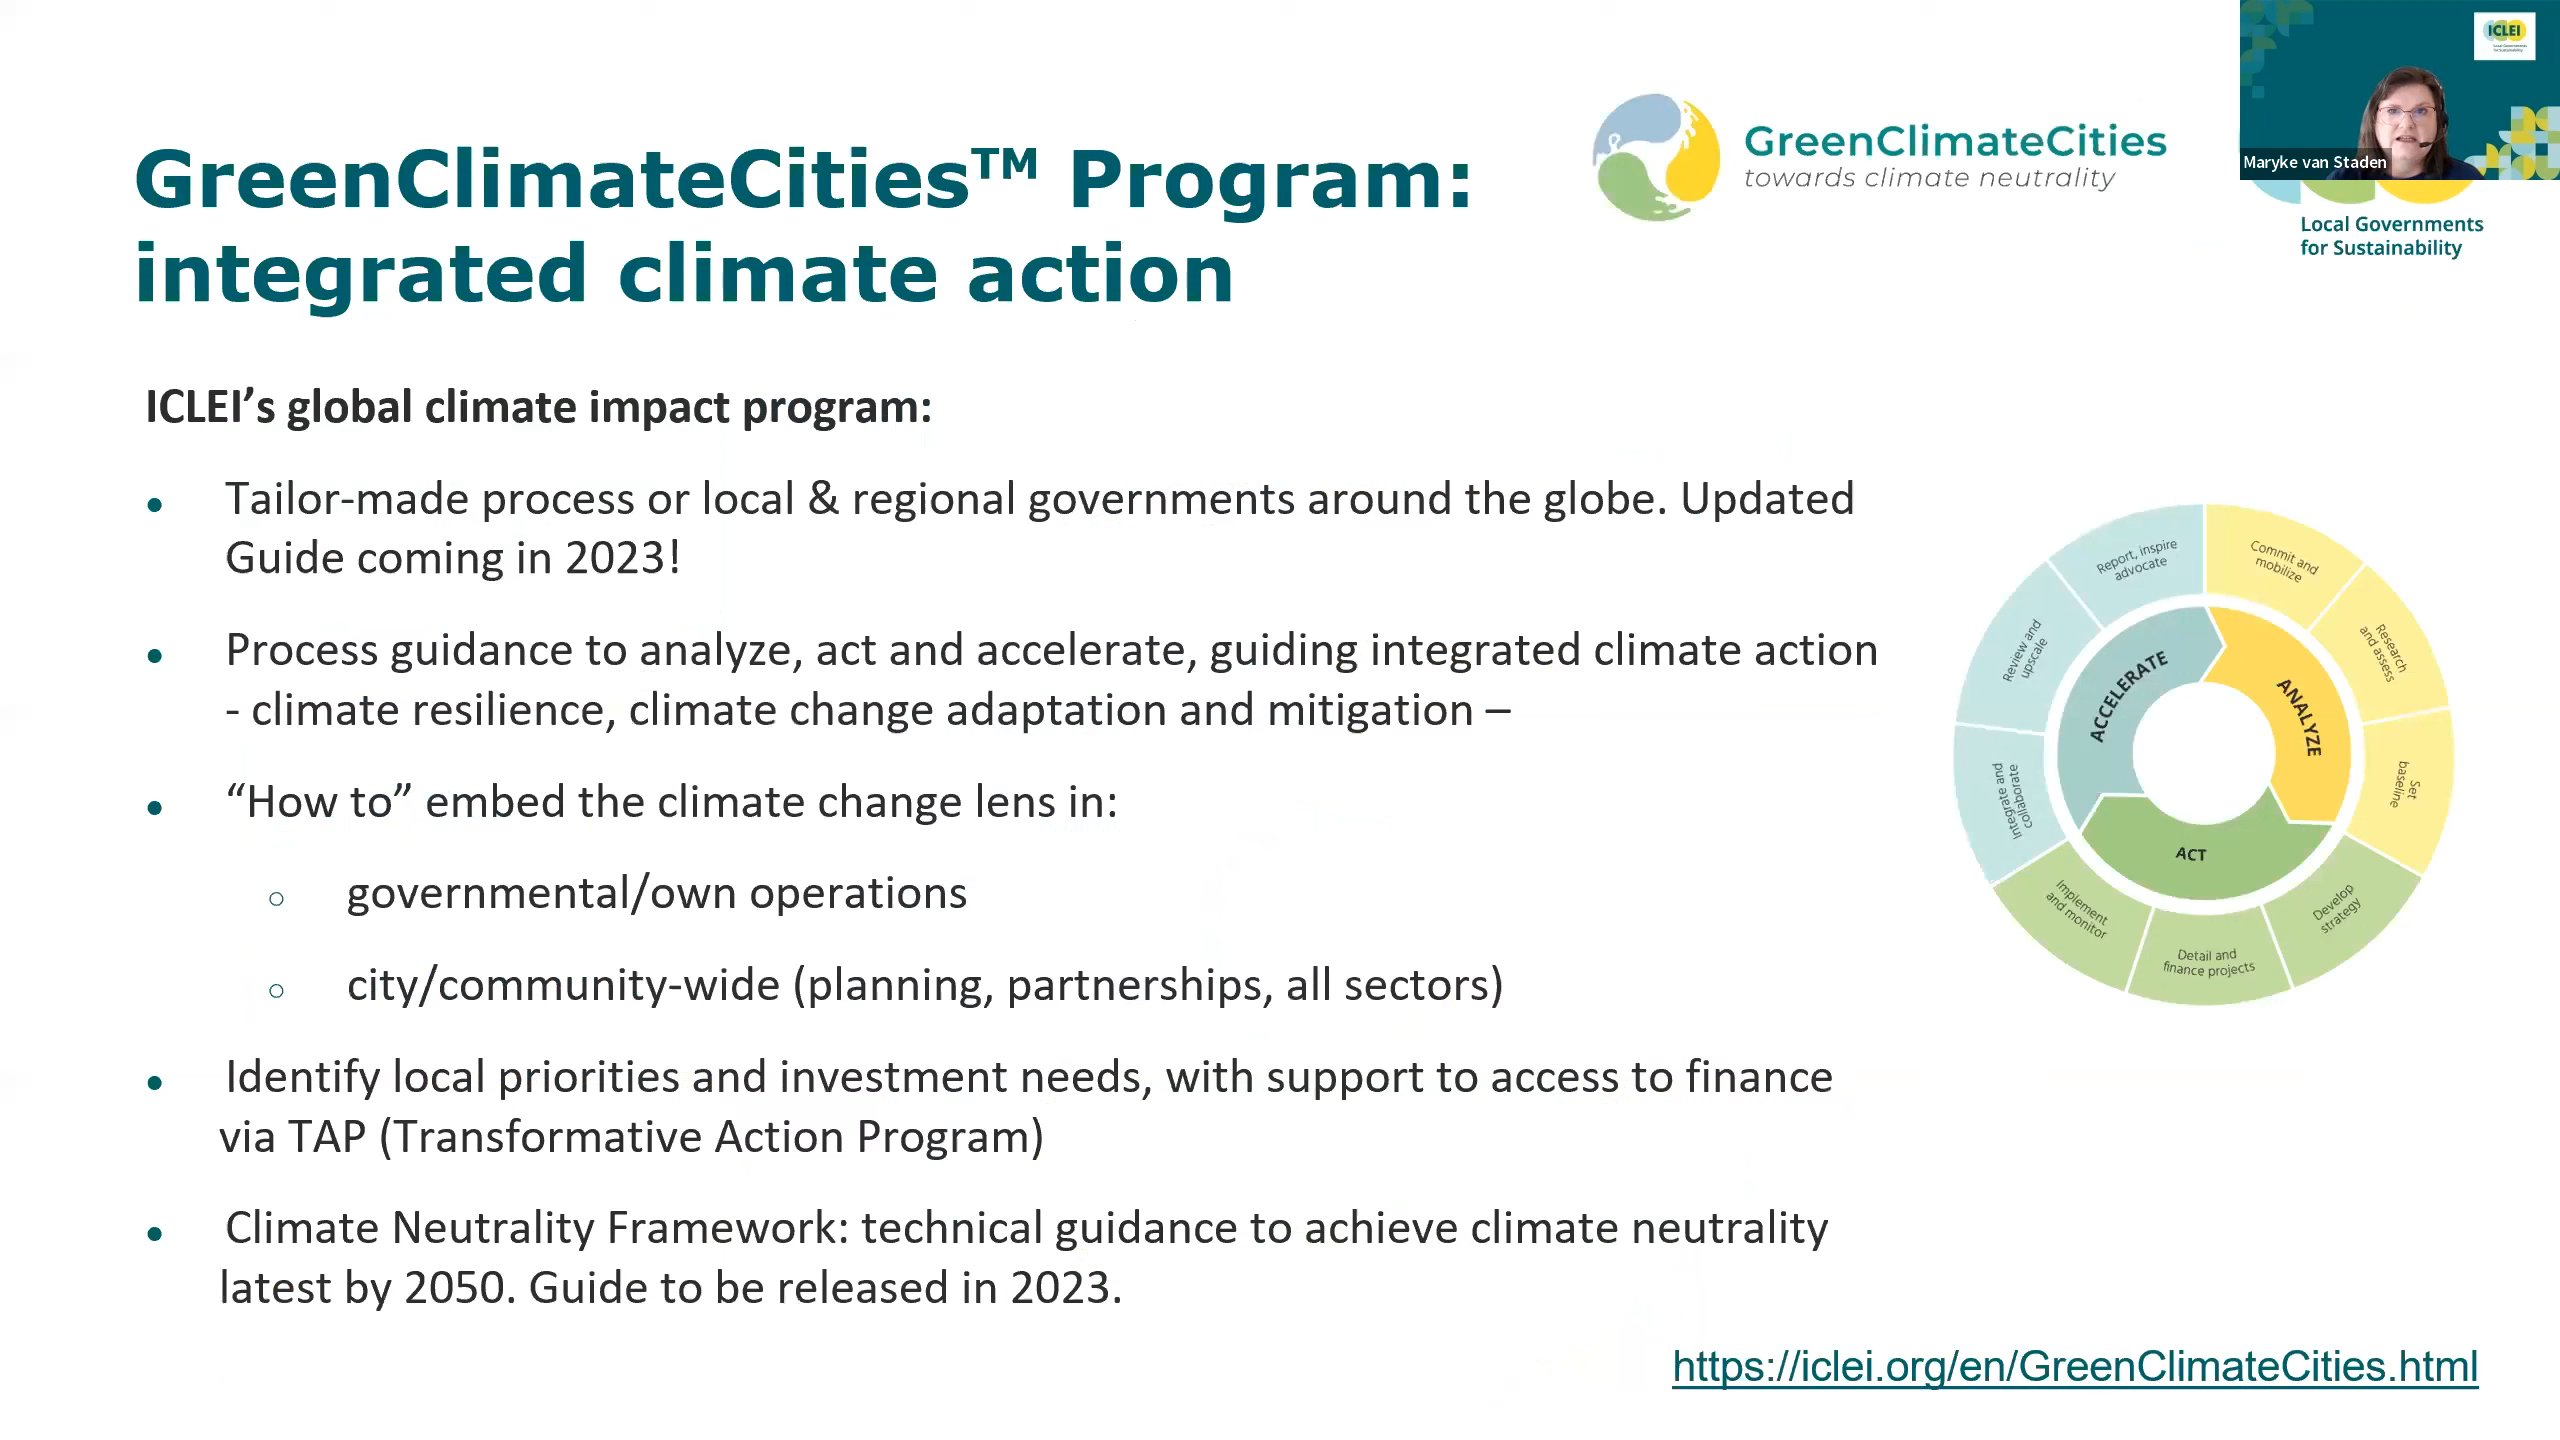 GreenClimateCities™ Program:
integrated climate action
GreenClimateCities
towards climate neutrality
ICLEI
Maryke van Staden
Local Governments
for Sustainability
ICLEI’s global climate impact program:
● Tailor-made process or local & regional governments around the globe. Updated
Guide coming in 2023!
● Process guidance to analyze, act and accelerate, guiding integrated climate action
- climate resilience, climate change adaptation and mitigation –
● “How to” embed the climate change lens in:
○ governmental/own operations
○ city/community-wide (planning, partnerships, all sectors)
● Identify local priorities and investment needs, with support to access to finance
via TAP (Transformative Action Program)
● Climate Neutrality Framework: technical guidance to achieve climate neutrality
latest by 2050. Guide to be released in 2023.
Commit and
mobilize
Research
and assess
Set
baseline
Develop
strategy
Detail and
finance projects
Implement
and monitor
Integrate and
collaborate
Review and
upscale
Report, inspire
advocate
ANALYZE
ACT
ACCELERATE
https://iclei.org/en/GreenClimateCities.html